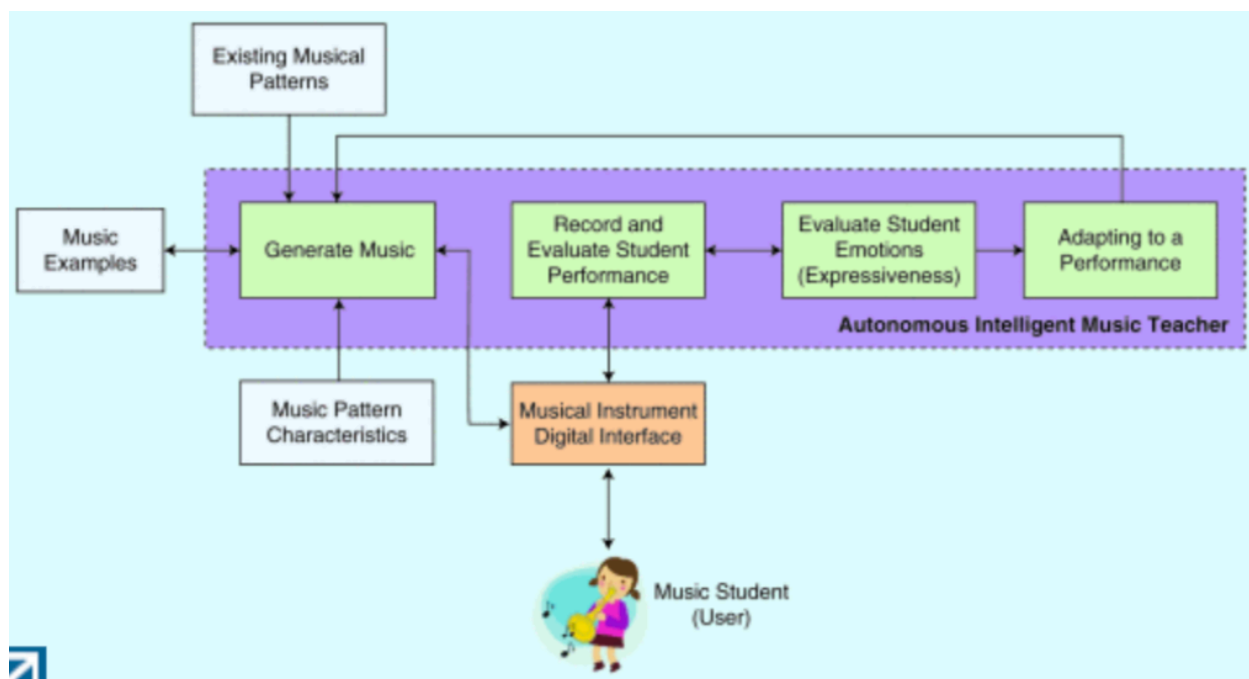 Existing Musical
Patterns
Music
Examples
Generate Music
Record and
Evaluate Student
Performance
Evaluate Student
Emotions
(Expressiveness)
Adapting to a
Performance
Autonomous Intelligent Music Teacher
Music Pattern
Characteristics
Musical Instrument
Digital Interface
Music Student
(User)